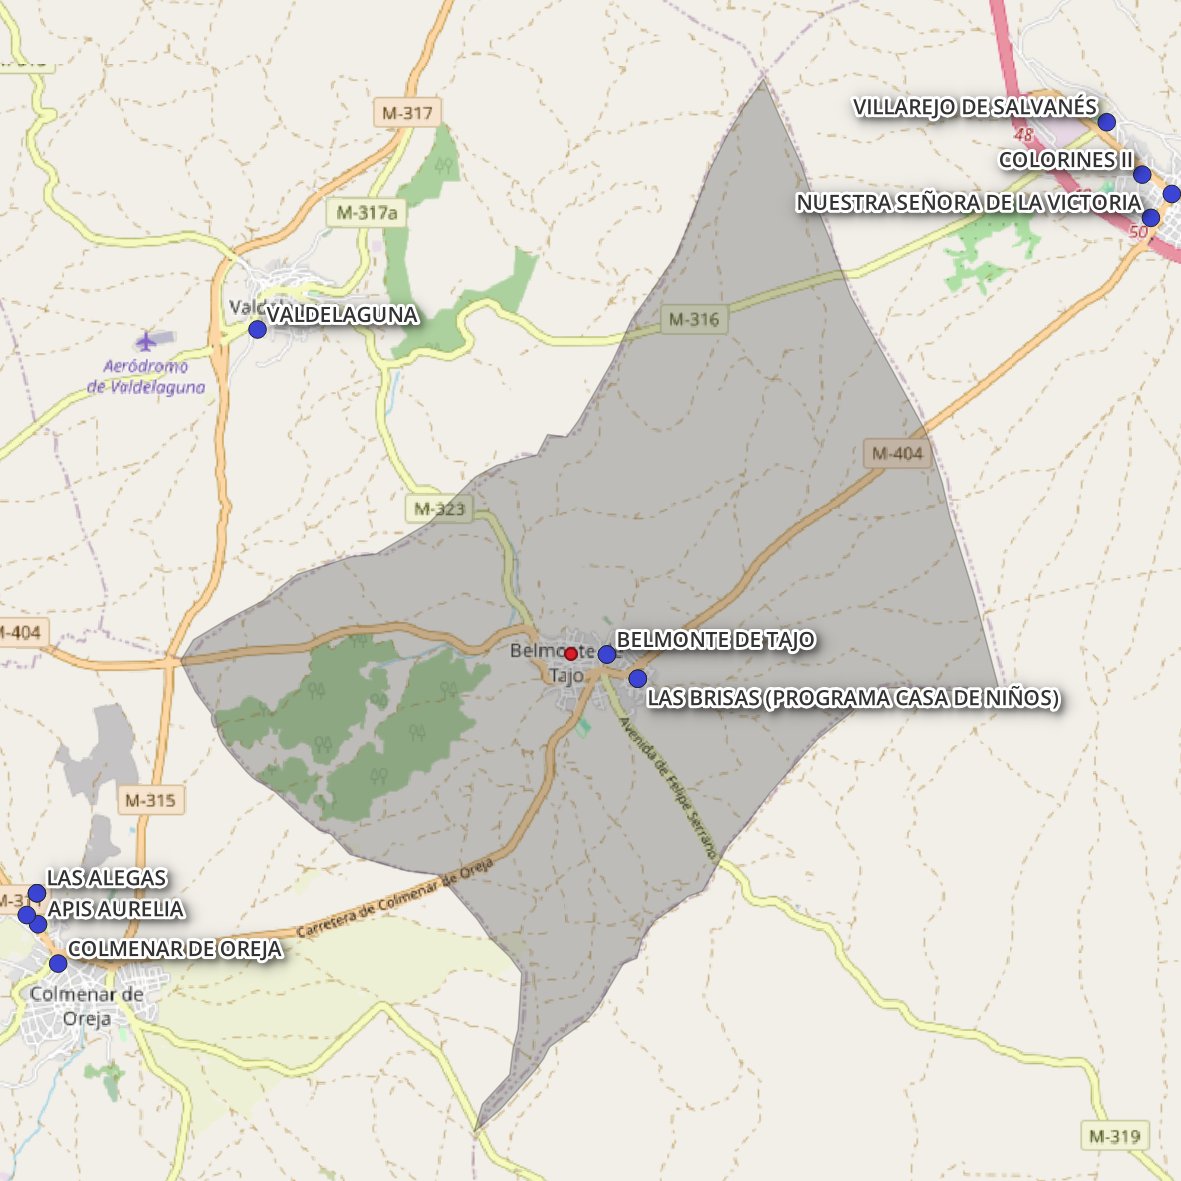 M-317
VILLAREJO DE SALVANÉS
48
COLORINES II
M-317a
NUESTRA SEÑORA DE LA VICTORIA
50
VALDELAGUNA
M-316
Aeródromo
de Valdelaguna
M-404
M-323
M-404
BELMONTE DE TAJO
Belmonte
Tajo
LAS BRISAS (PROGRAMA CASA DE NIÑOS)
Avenida de Felipe Serrano
M-315
Carretera de Colmenar de Oreja
LAS ALEGAS
APIS AURELIA
COLMENAR DE OREJA
Colmenar de
Oreja
M-319